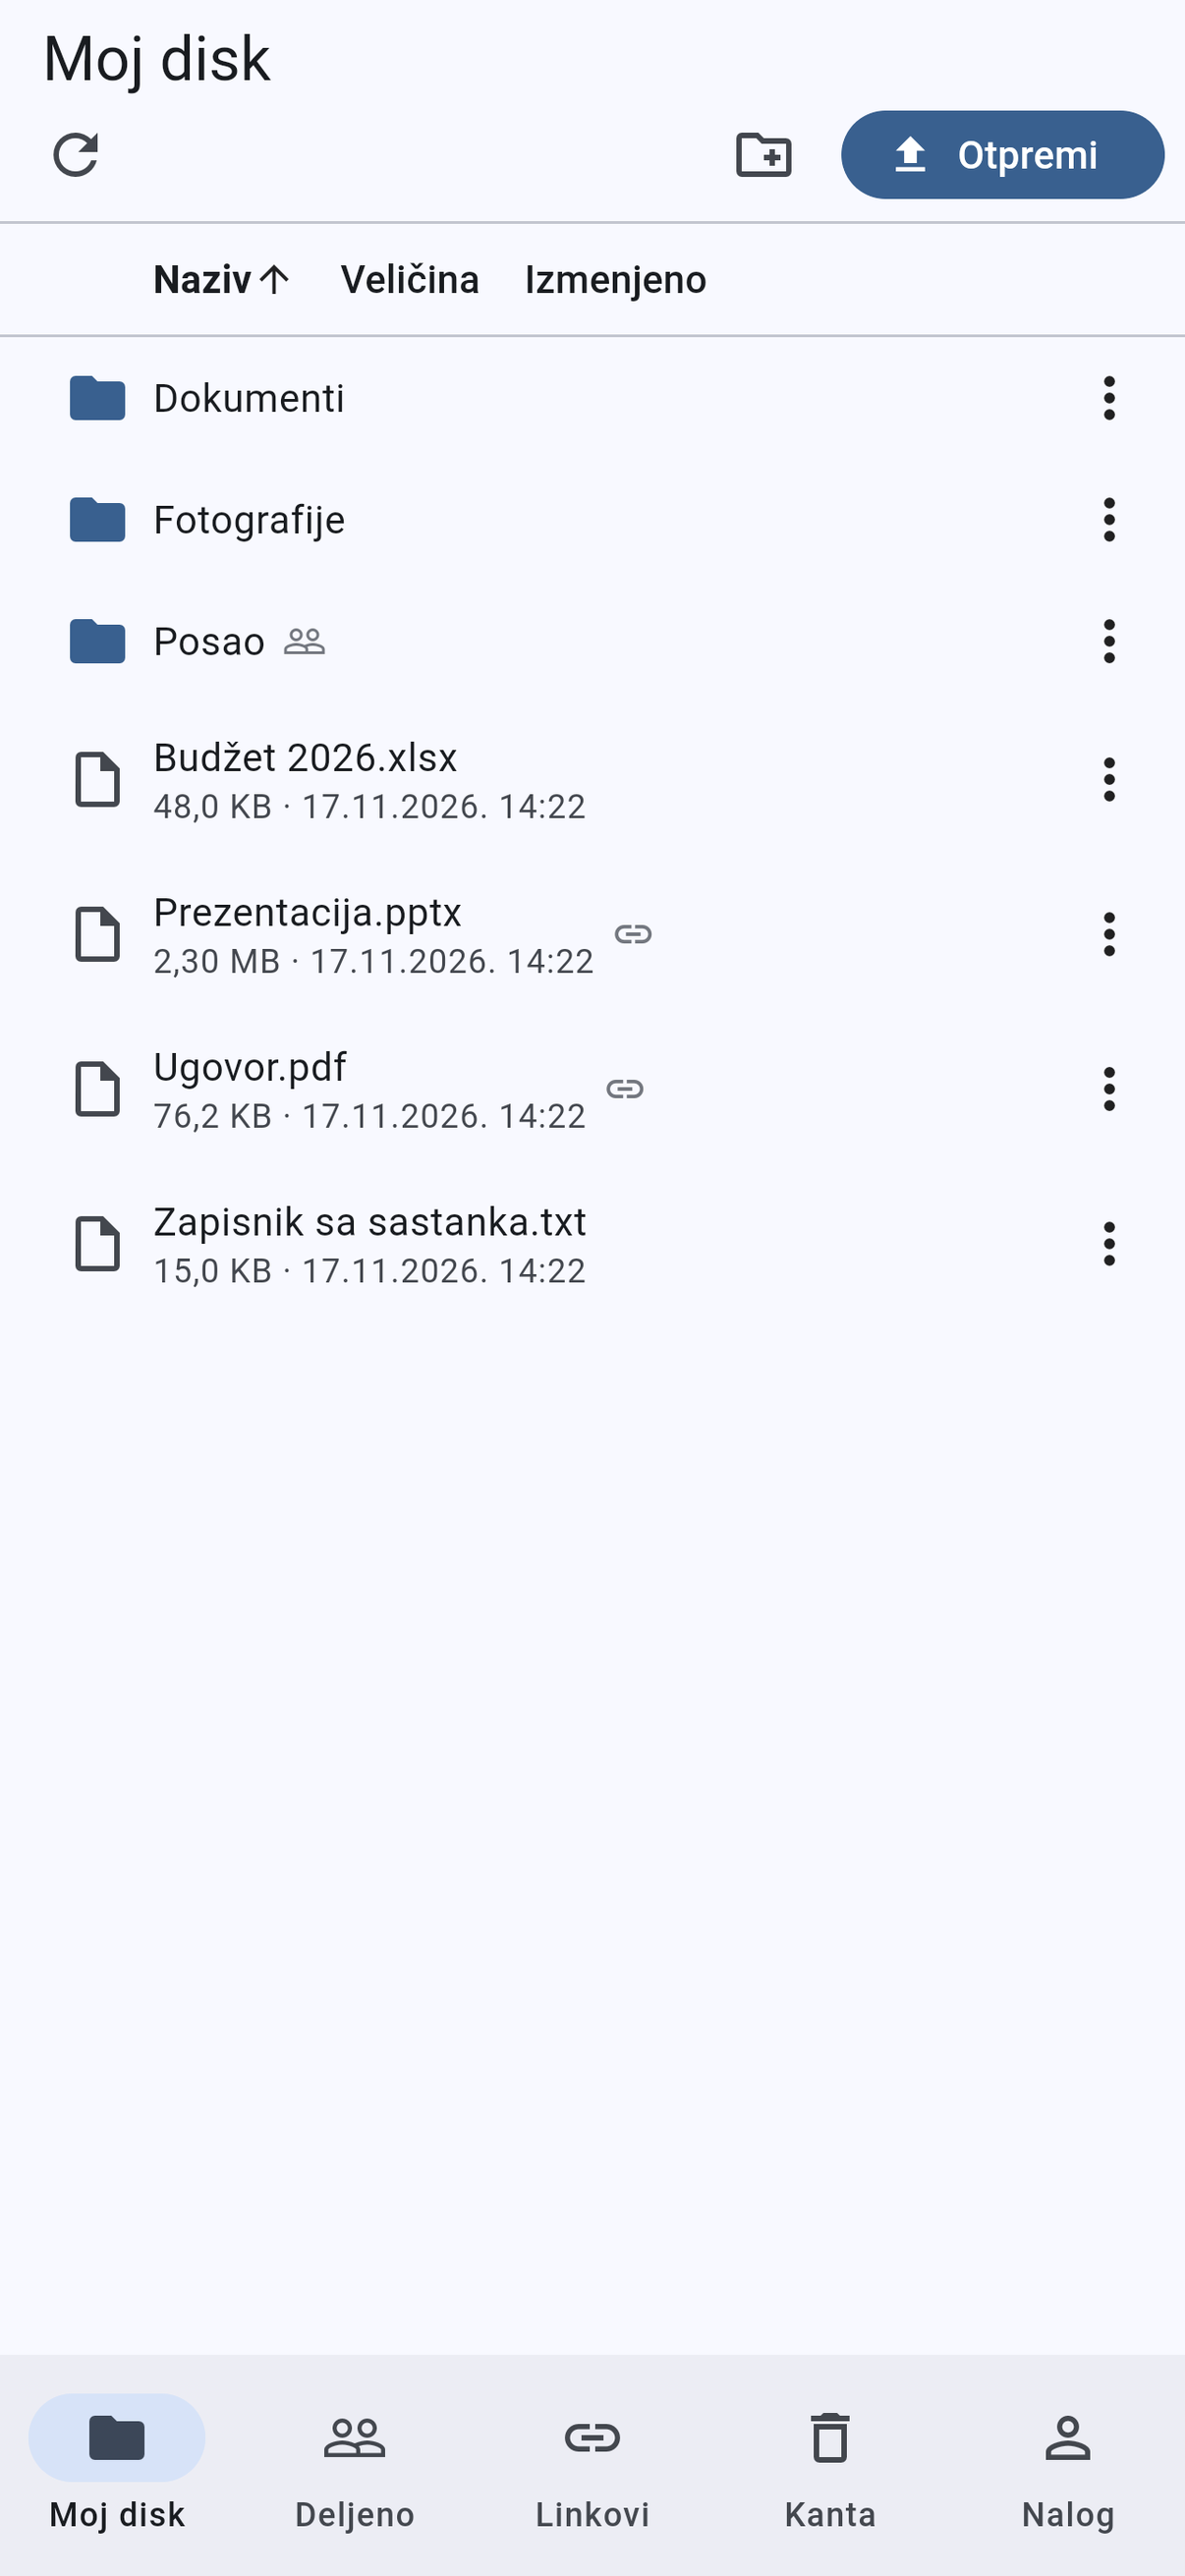 Moj disk
Otpremi
Naziv Veličina Izmenjeno
Dokumenti
Fotografije
Posao
Budžet 2026.xlsx
48,0 KB · 17.11.2026. 14:22
Prezentacija.pptx
2,30 MB · 17.11.2026. 14:22
Ugovor.pdf
76,2 KB · 17.11.2026. 14:22
Zapisnik sa sastanka.txt
15,0 KB · 17.11.2026. 14:22
Moj disk Deljeno Linkovi Kanta Nalog